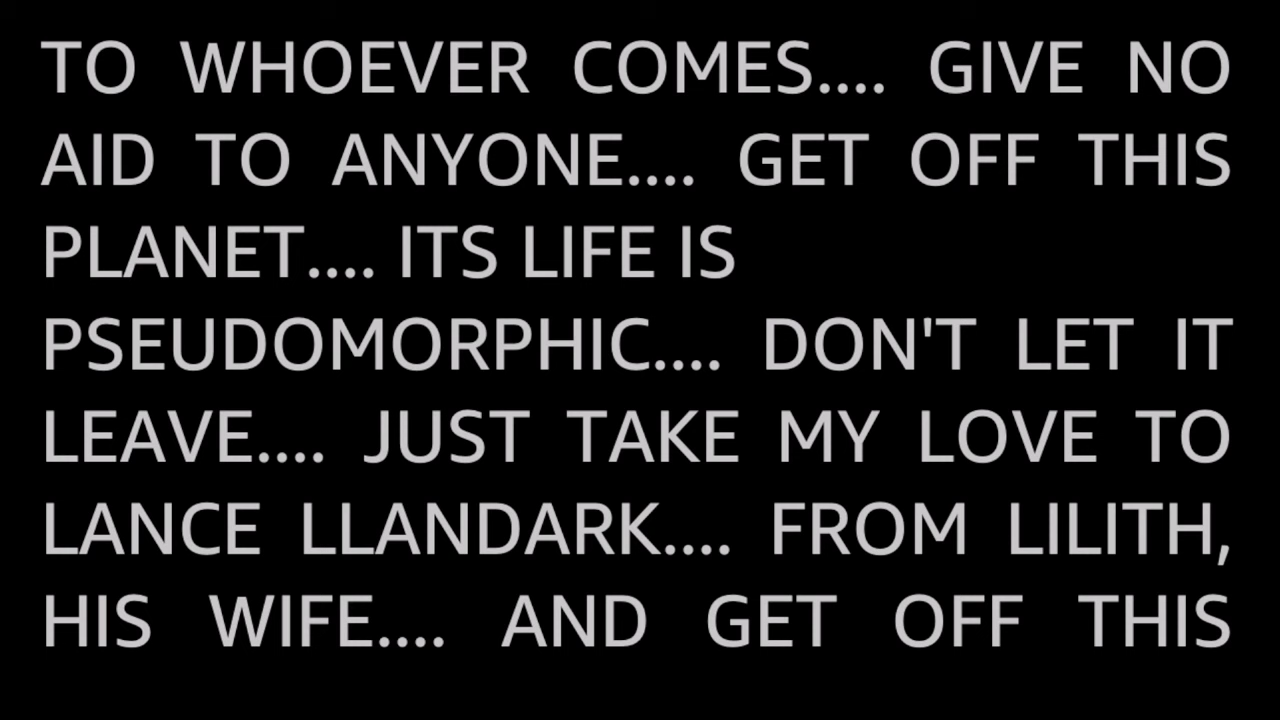 TO WHOEVER COMES.... GIVE NO
AID TO ANYONE.... GET OFF THIS
PLANET.... ITS LIFE IS
PSEUDOMORPHIC.... DON'T LET IT
LEAVE.... JUST TAKE MY LOVE TO
LANCE LLANDARK.... FROM LILITH,
HIS WIFE.... AND GET OFF THIS